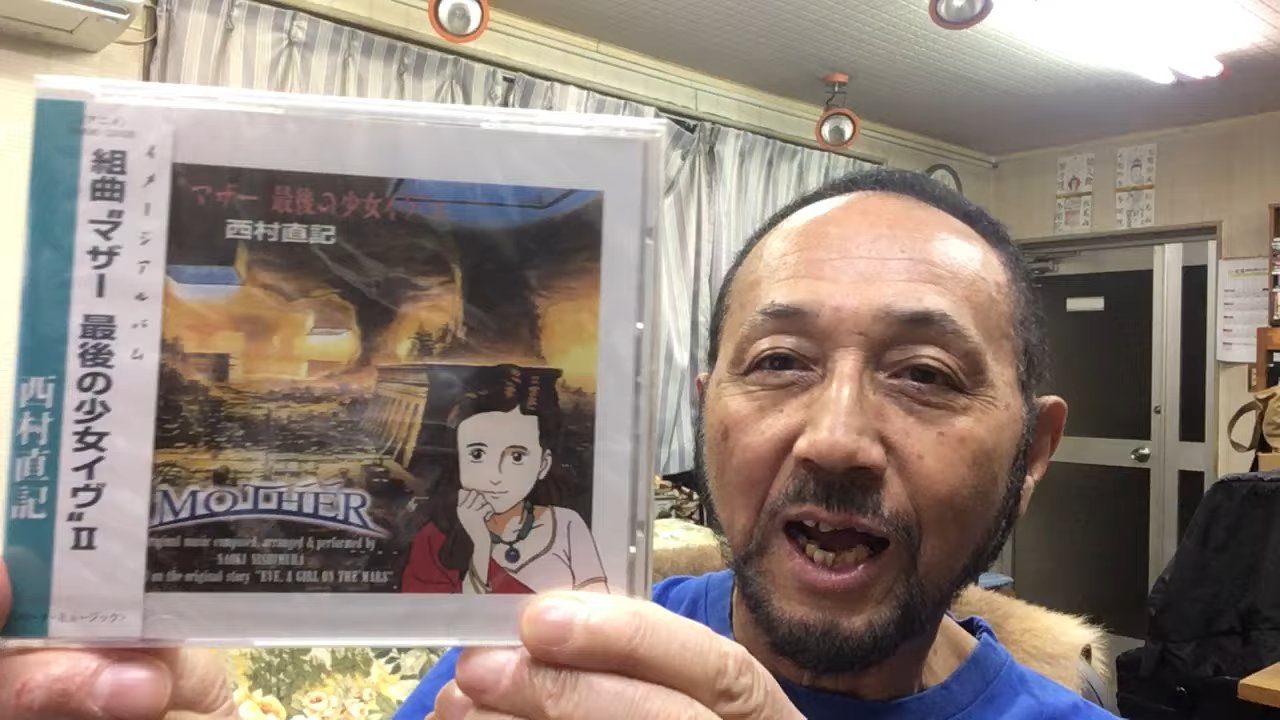 イメージアルバム
組曲"マザー 最後の少女イヴ"II
西村直記
マザー 最後の少女イヴ
西村直記
MOTHER
original music composed, arranged & performed by
NAOKI NISHIMURA
on the original story "EVE, A GIRL ON THE MARS"